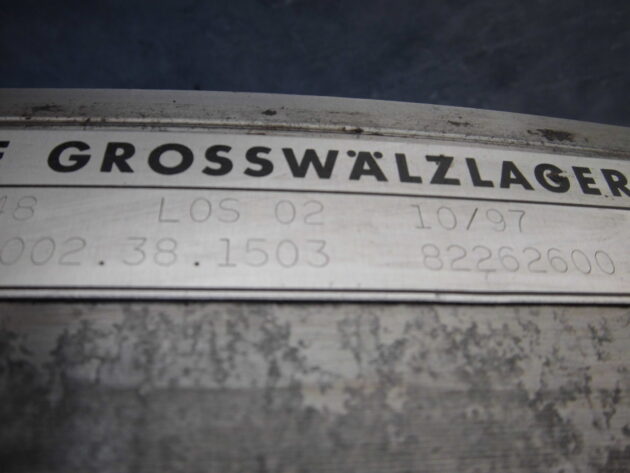 F GROSSWÄLZLAGER
48 LOS 02 10/97
002.38.1503 82262600